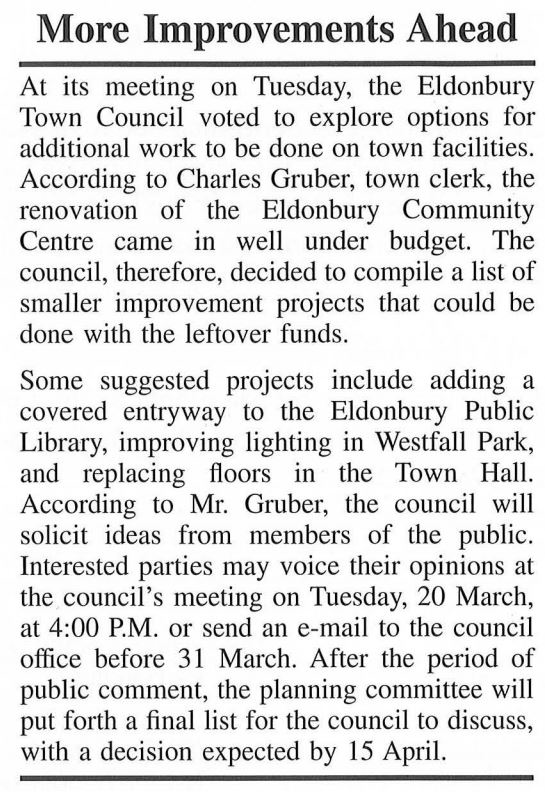 More Improvements Ahead
At its meeting on Tuesday, the Eldonbury
Town Council voted to explore options for
additional work to be done on town facilities.
According to Charles Gruber, town clerk, the
renovation of the Eldonbury Community
Centre came in well under budget. The
council, therefore, decided to compile a list of
smaller improvement projects that could be
done with the leftover funds.
Some suggested projects include adding a
covered entryway to the Eldonbury Public
Library, improving lighting in Westfall Park,
and replacing floors in the Town Hall.
According to Mr. Gruber, the council will
solicit ideas from members of the public.
Interested parties may voice their opinions at
the council's meeting on Tuesday, 20 March,
at 4:00 P.M. or send an e-mail to the council
office before 31 March. After the period of
public comment, the planning committee will
put forth a final list for the council to discuss,
with a decision expected by 15 April.